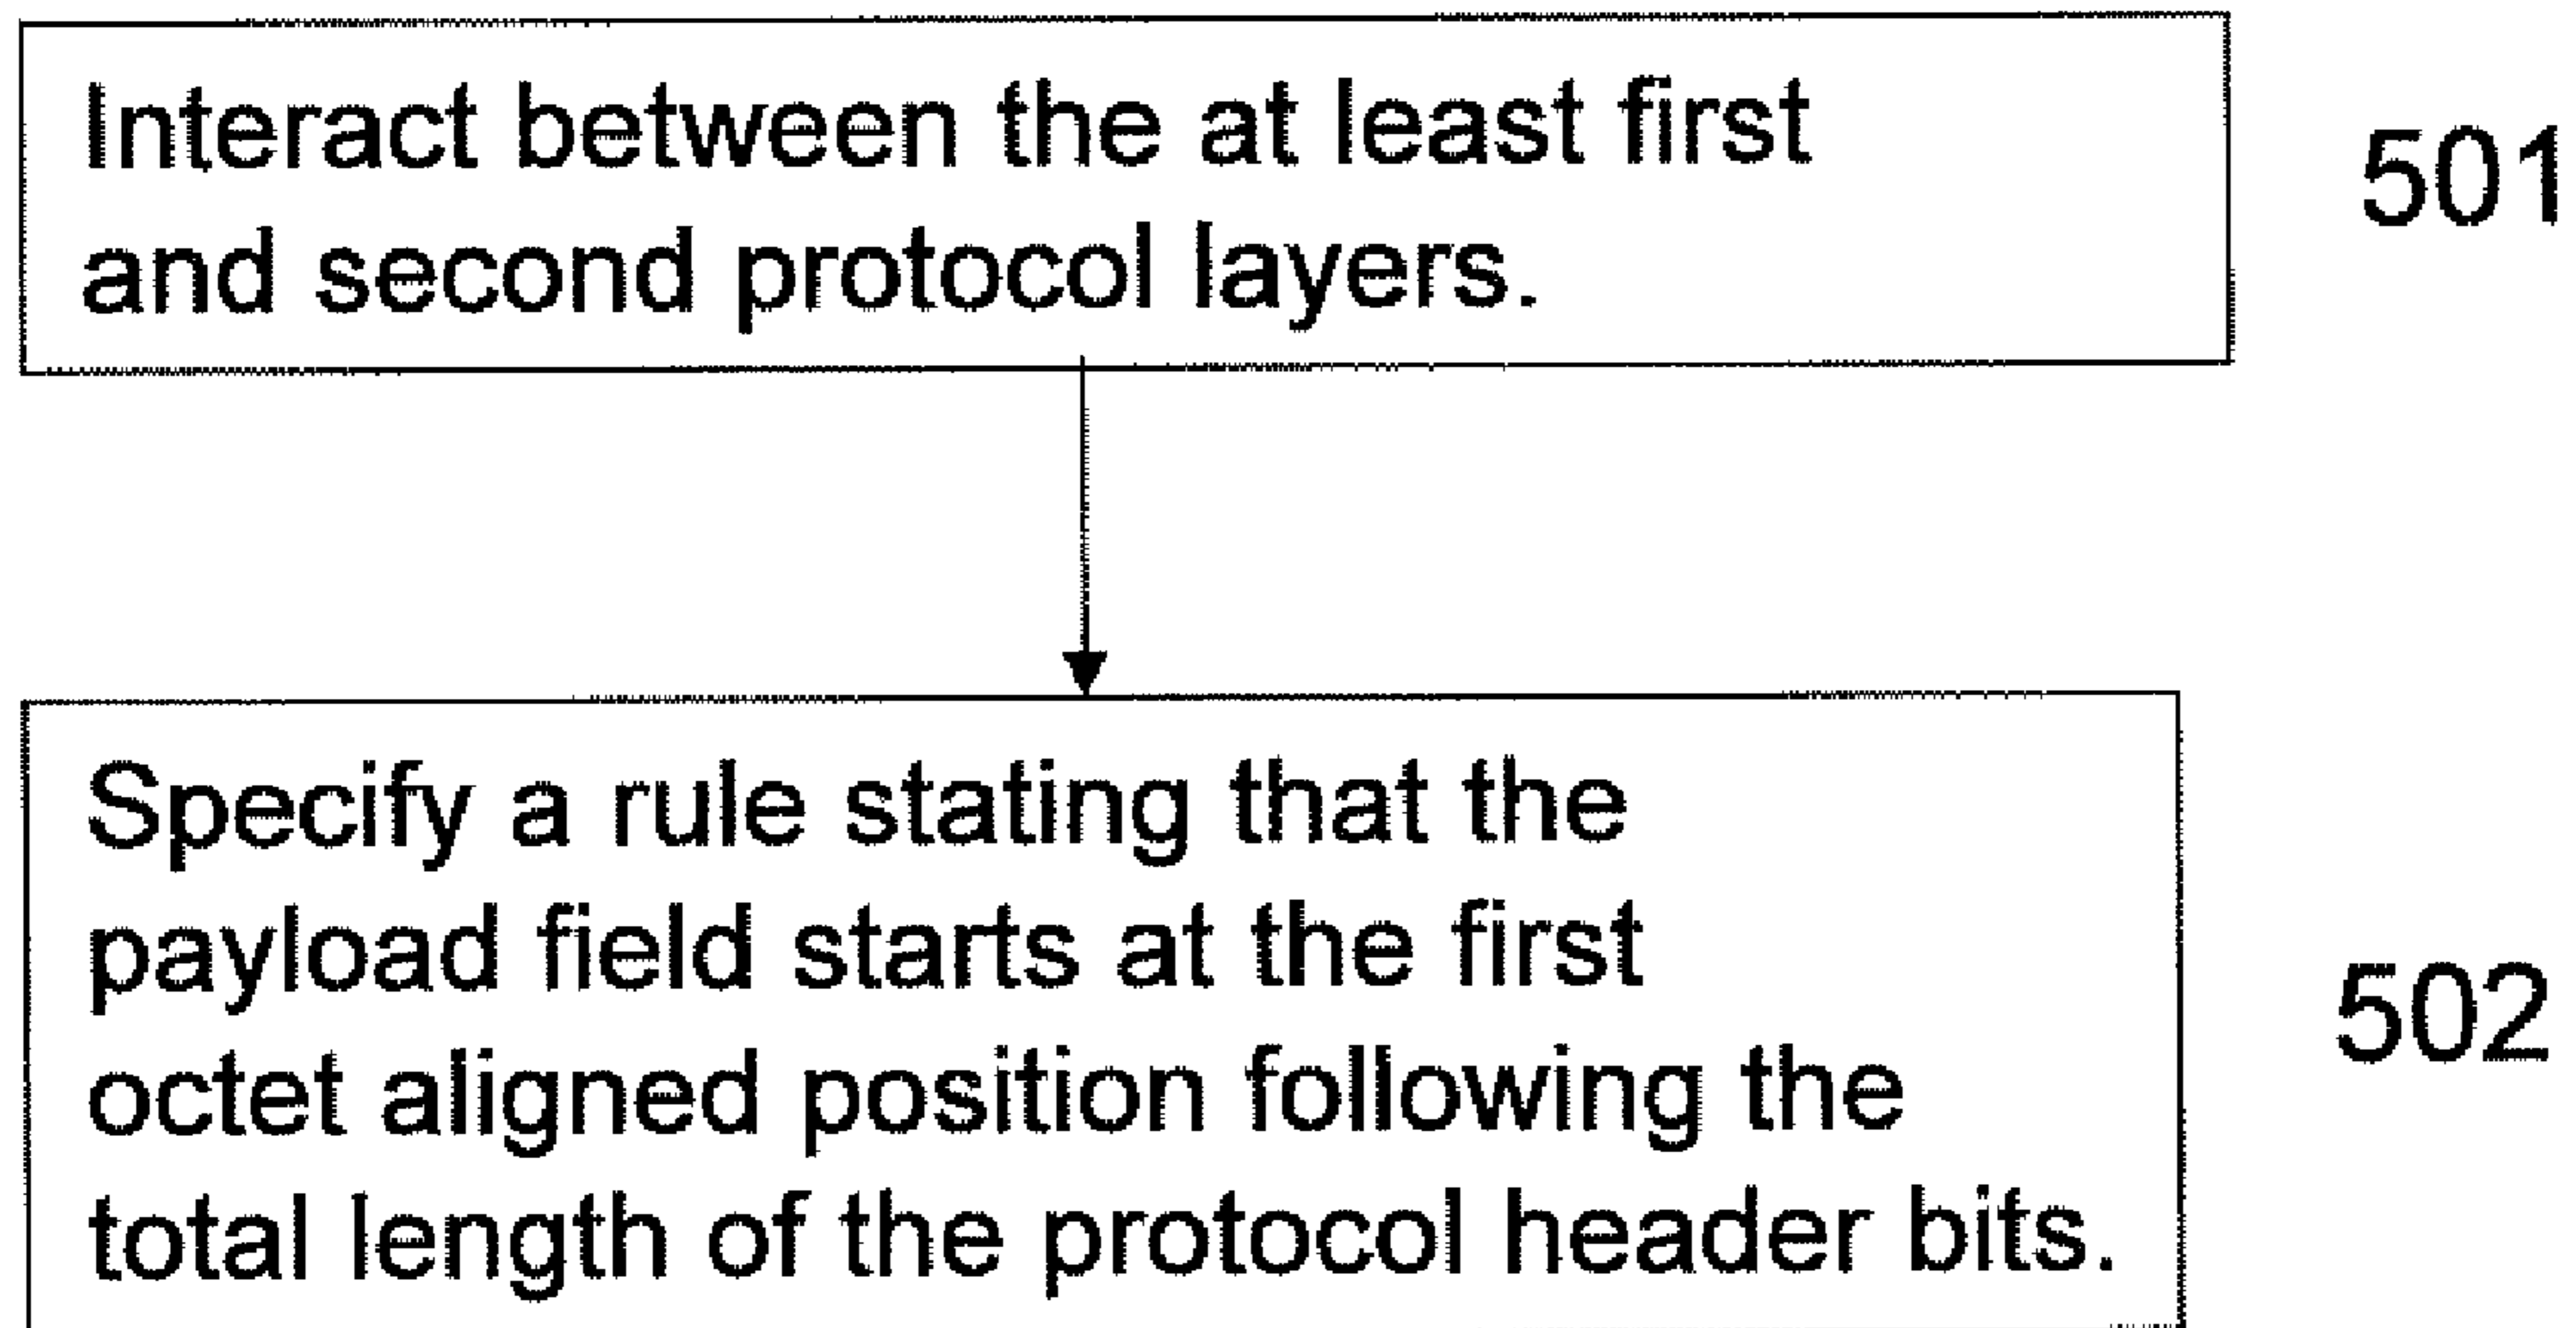 Interact between the at least first
and second protocol layers.
501
Specify a rule stating that the
payload field starts at the first
octet aligned position following the
total length of the protocol header bits.
502